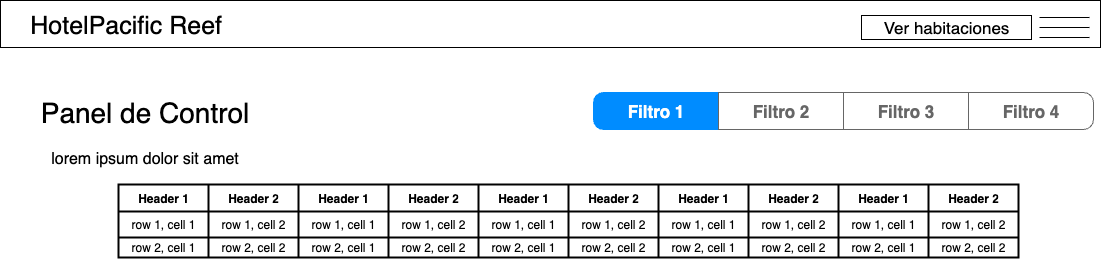 HotelPacific Reef
Ver habitaciones
Panel de Control
Filtro 1 Filtro 2 Filtro 3 Filtro 4
lorem ipsum dolor sit amet
Header 1 Header 2 Header 1 Header 2 Header 1 Header 2 Header 1 Header 2 Header 1 Header 2
row 1, cell 1 row 1, cell 2 row 1, cell 1 row 1, cell 2 row 1, cell 1 row 1, cell 2 row 1, cell 1 row 1, cell 2 row 1, cell 1 row 1, cell 2
row 2, cell 1 row 2, cell 2 row 2, cell 1 row 2, cell 2 row 2, cell 1 row 2, cell 2 row 2, cell 1 row 2, cell 2 row 2, cell 1 row 2, cell 2